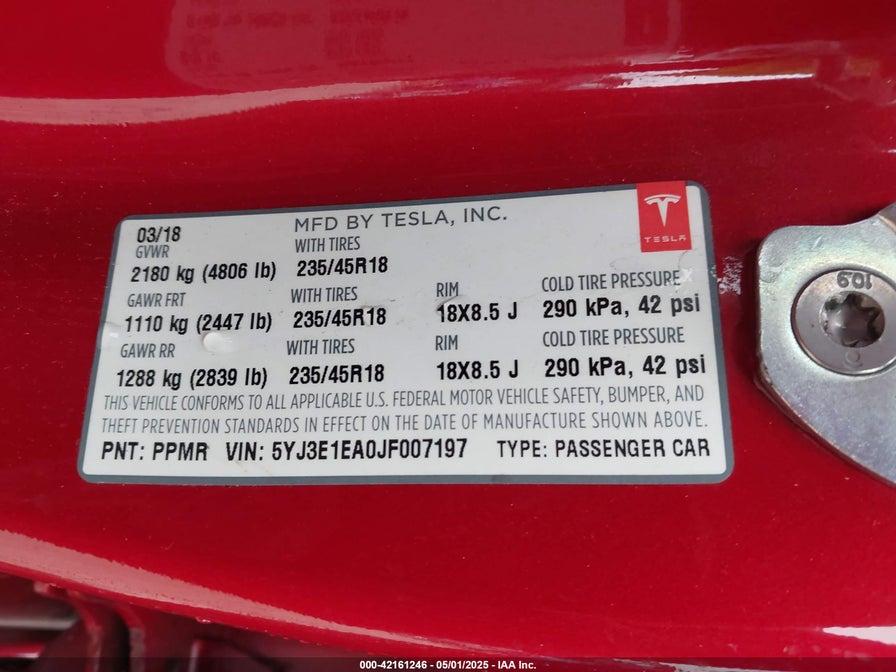 MFD BY TESLA, INC.
03/18
GVWR WITH TIRES
2180 kg (4806 lb) 235/45R18
TESLA
GAWR FRT WITH TIRES RIM COLD TIRE PRESSURE
1110 kg (2447 lb) 235/45R18 18X8.5 J 290 kPa, 42 psi
GAWR RR WITH TIRES RIM COLD TIRE PRESSURE
1288 kg (2839 lb) 235/45R18 18X8.5 J 290 kPa, 42 psi
THIS VEHICLE CONFORMS TO ALL APPLICABLE U.S. FEDERAL MOTOR VEHICLE SAFETY, BUMPER, AND
THEFT PREVENTION STANDARDS IN EFFECT ON THE DATE OF MANUFACTURE SHOWN ABOVE.
PNT: PPMR VIN: 5YJ3E1EA0JF007197 TYPE: PASSENGER CAR
10.9
000-42161246 - 05/01/2025 - IAA Inc.